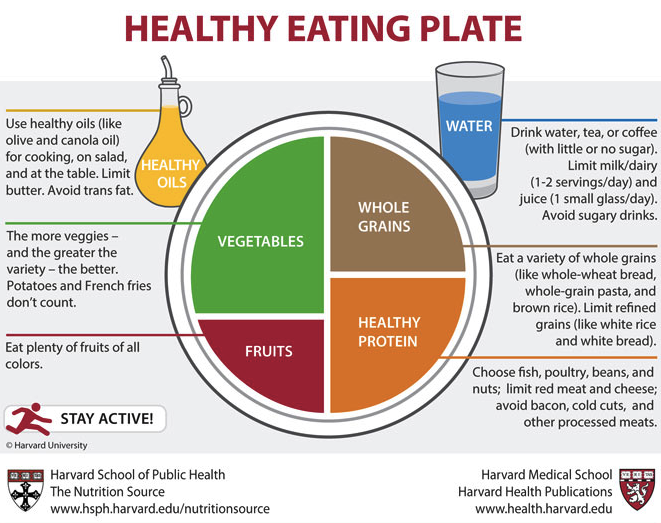 HEALTHY EATING PLATE
Use healthy oils (like
olive and canola oil)
for cooking, on salad,
and at the table. Limit
butter. Avoid trans fat.
HEALTHY
OILS
WATER
Drink water, tea, or coffee
(with little or no sugar).
Limit milk/dairy
(1-2 servings/day) and
juice (1 small glass/day).
Avoid sugary drinks.
The more veggies –
and the greater the
variety – the better.
Potatoes and French fries
don't count.
VEGETABLES
WHOLE
GRAINS
Eat a variety of whole grains
(like whole-wheat bread,
whole-grain pasta, and
brown rice). Limit refined
grains (like white rice
and white bread).
Eat plenty of fruits of all
colors.
FRUITS
HEALTHY
PROTEIN
Choose fish, poultry, beans, and
nuts; limit red meat and cheese;
avoid bacon, cold cuts, and
other processed meats.
STAY ACTIVE!
© Harvard University
Harvard School of Public Health
The Nutrition Source
www.hsph.harvard.edu/nutritionsource
Harvard Medical School
Harvard Health Publications
www.health.harvard.edu